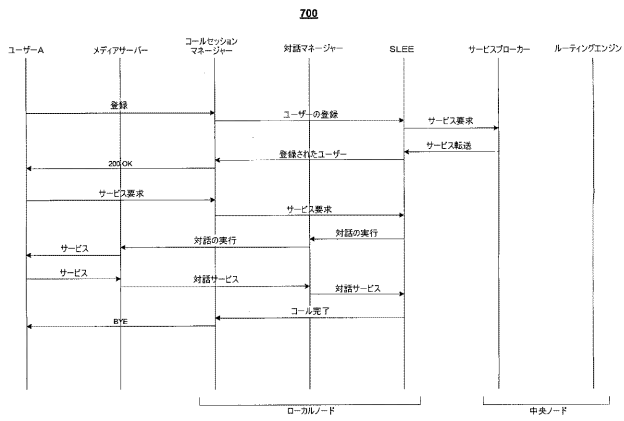 700
ユーザーA
メディアサーバー
コールセッション
マネージャー
対話マネージャー
SLEE
サービスブローカー
ルーティングエンジン
登録
ユーザーの登録
サービス要求
サービス転送
登録されたユーザー
200 OK
サービス要求
サービス要求
対話の実行
対話の実行
サービス
サービス
対話サービス
対話サービス
コール完了
BYE
ローカルノード
中央ノード